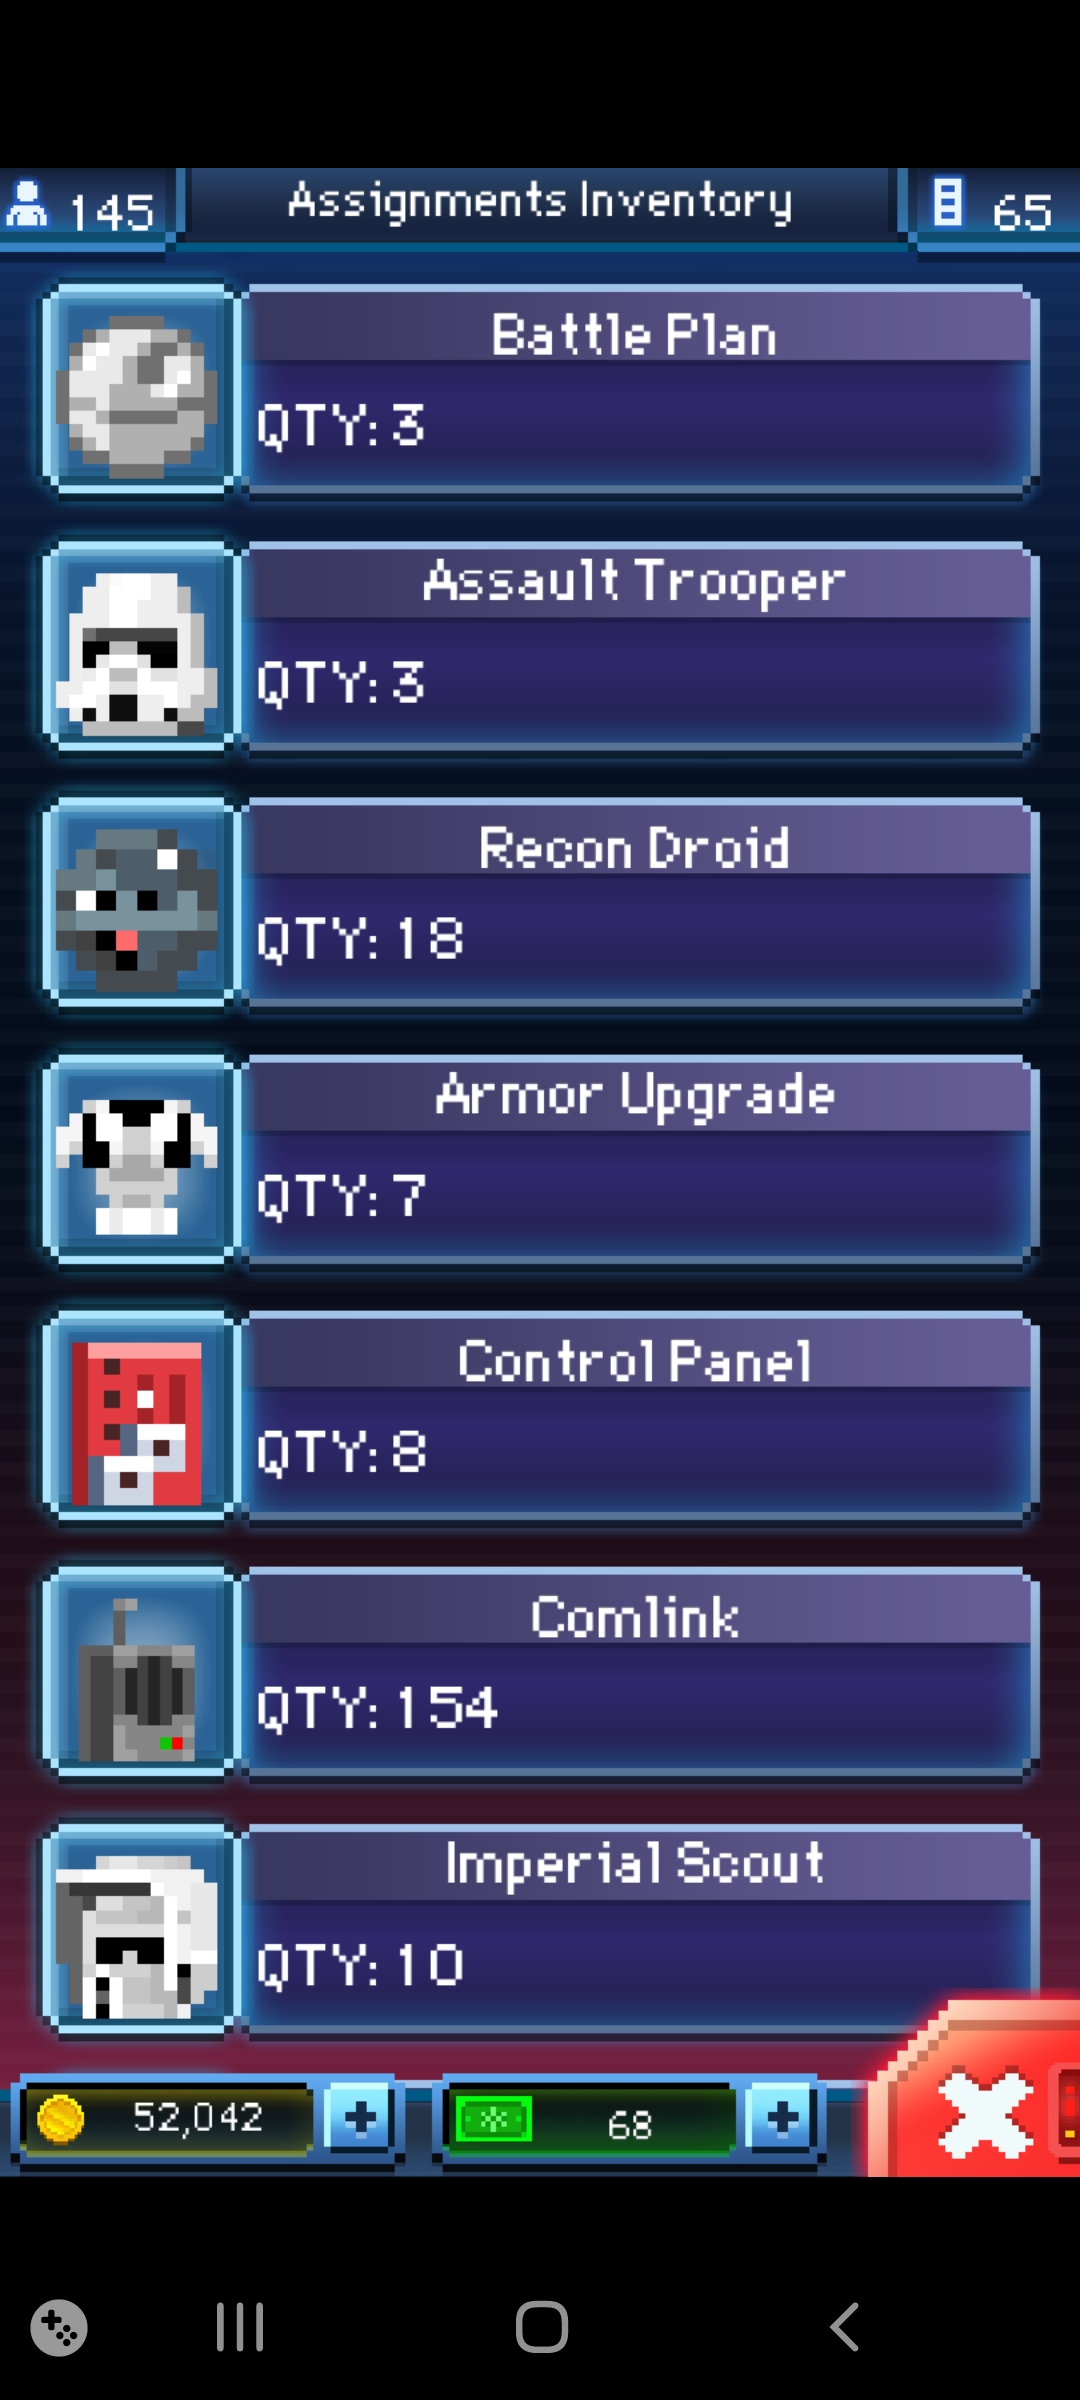 145
Assignments Inventory
65
Battle Plan
QTY: 3
Assault Trooper
QTY: 3
Recon Droid
QTY: 18
Armor Upgrade
QTY: 7
Control Panel
QTY: 8
Comlink
QTY: 154
Imperial Scout
QTY: 10
52,042
68